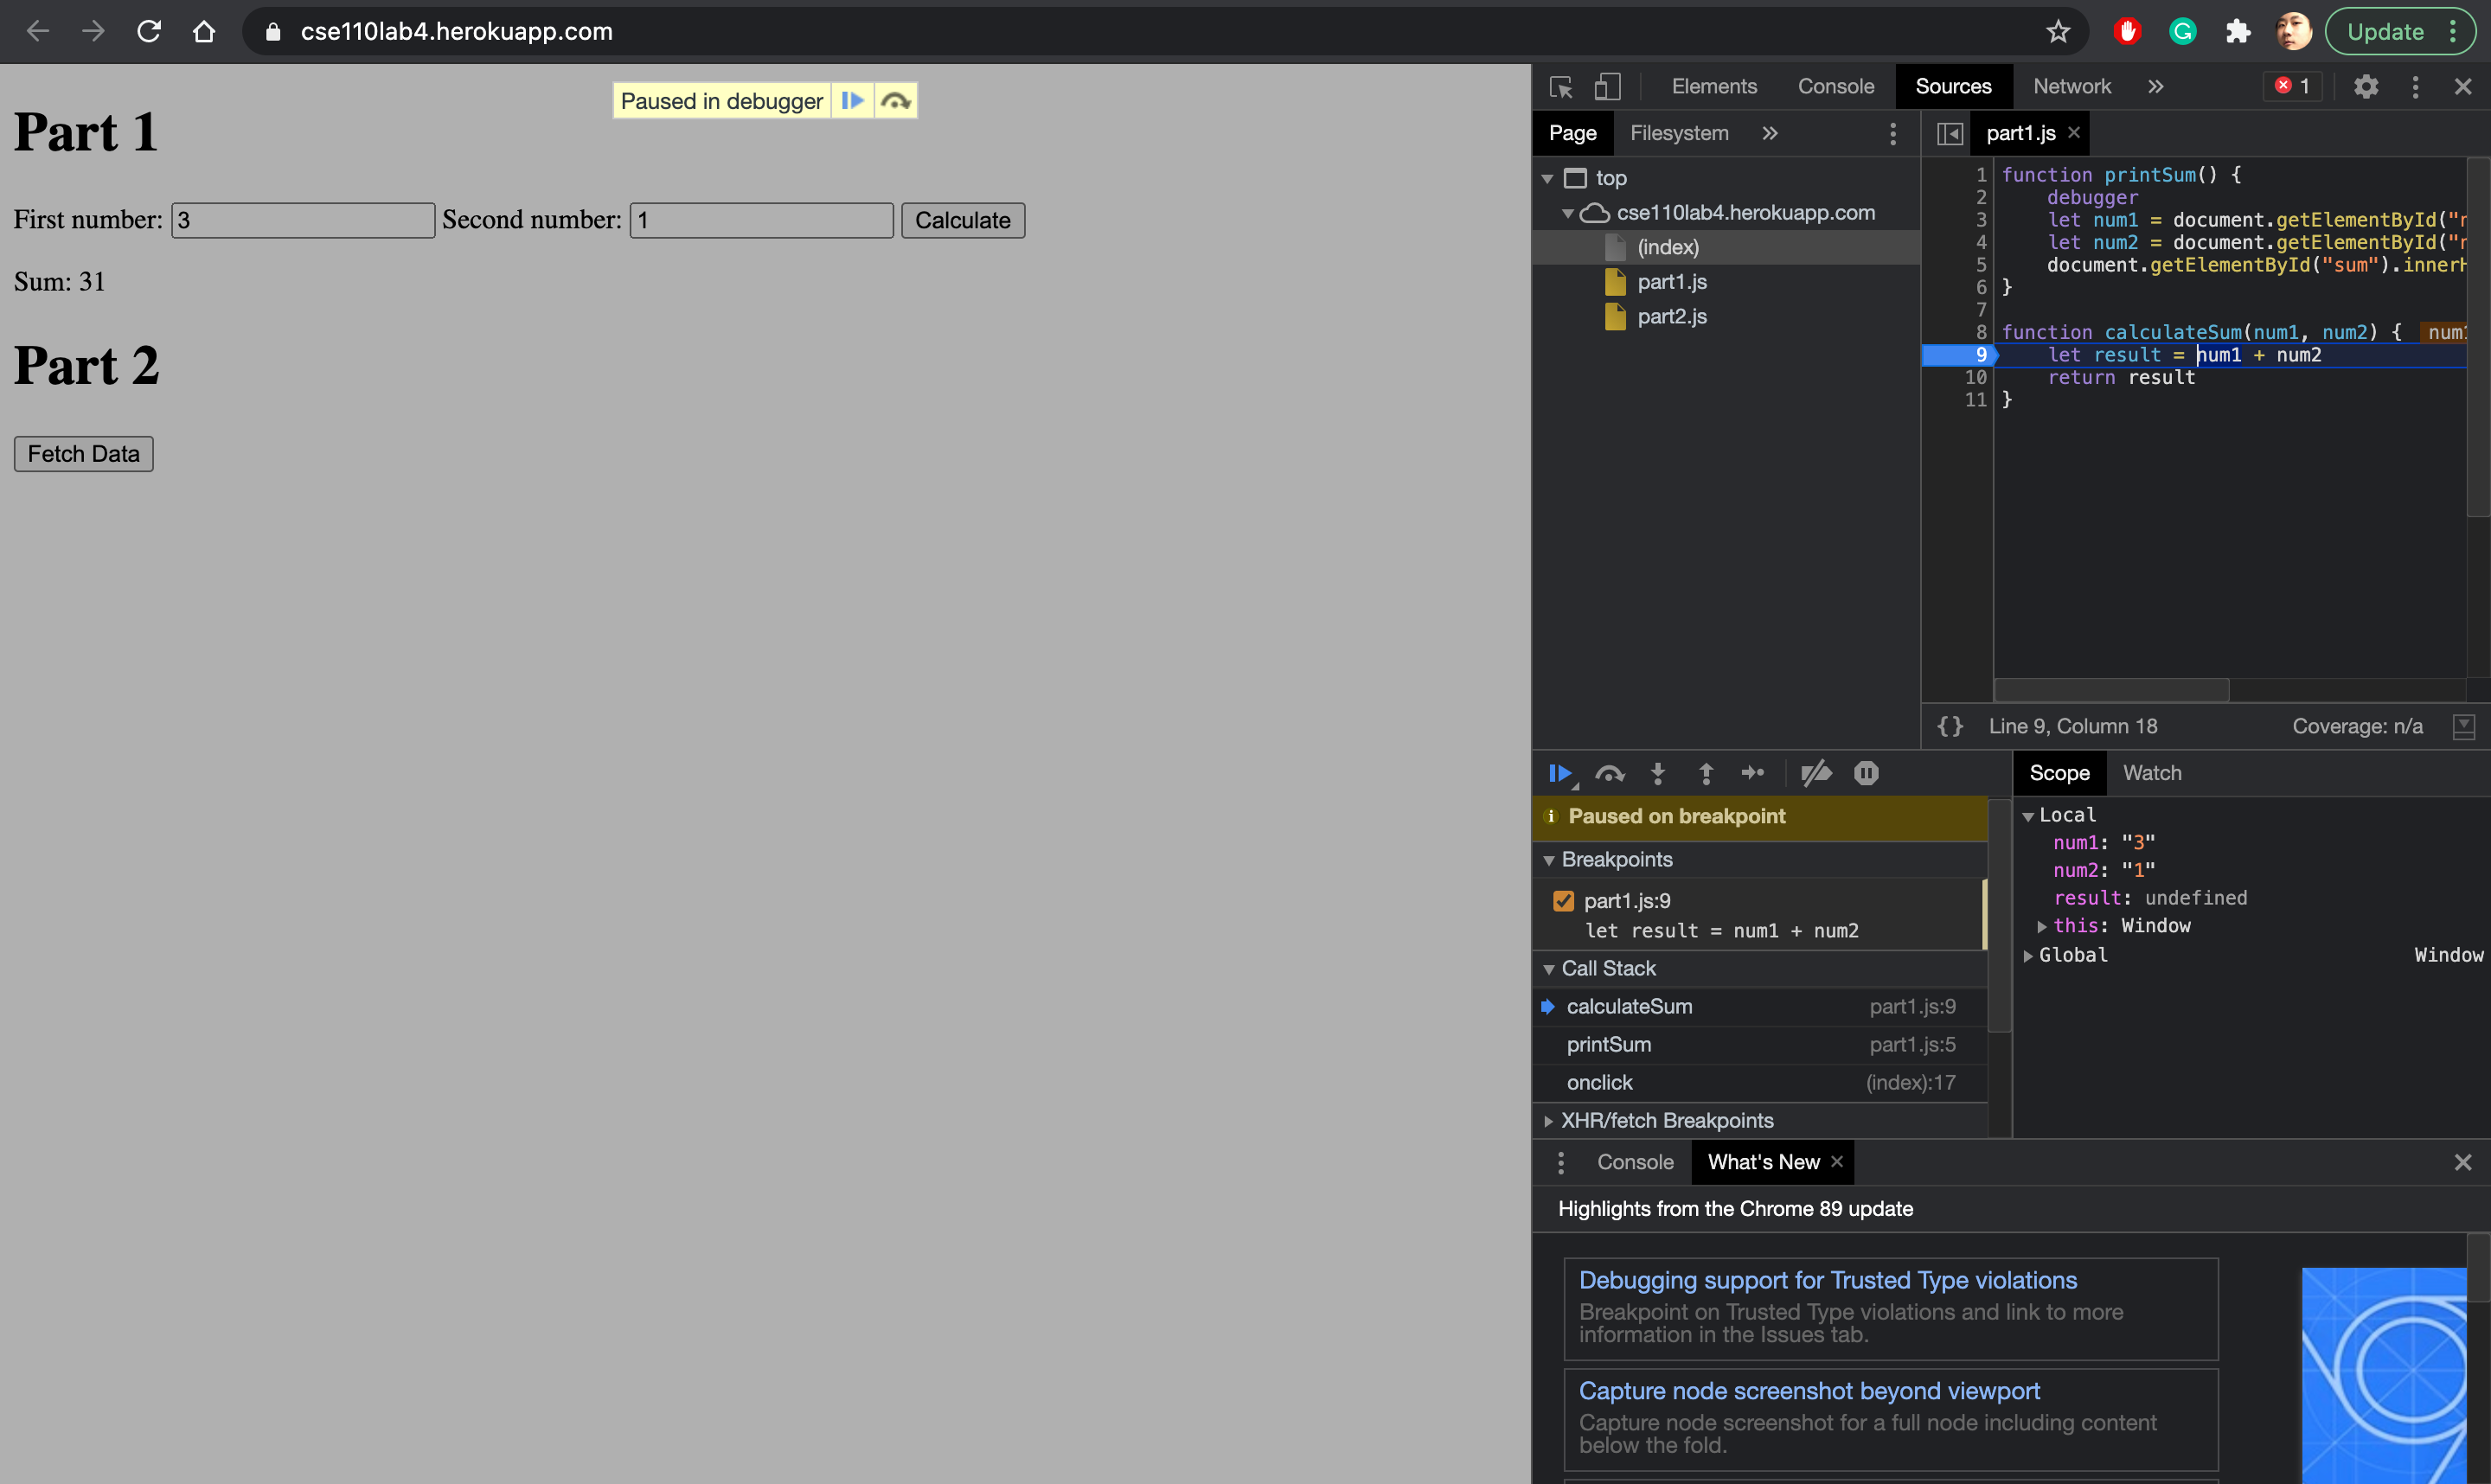 cse110lab4.herokuapp.com
Update
Paused in debugger
Part 1
First number: 3 Second number: 1 Calculate
Sum: 31
Part 2
Fetch Data
Elements Console Sources Network » 1
Page Filesystem »
top
cse110lab4.herokuapp.com
(index)
part1.js
part2.js
part1.js ×
1 function printSum() {
2 debugger
3 let num1 = document.getElementById("
4 let num2 = document.getElementById("
5 document.getElementById("sum").inner
6 }
7
8 function calculateSum(num1, num2) { num1
9 let result = num1 + num2
10 return result
11 }
{} Line 9, Column 18 Coverage: n/a
Paused on breakpoint
Breakpoints
part1.js:9
let result = num1 + num2
Call Stack
calculateSum part1.js:9
printSum part1.js:5
onclick (index):17
XHR/fetch Breakpoints
Scope Watch
Local
num1: "3"
num2: "1"
result: undefined
this: Window
Global Window
Console What's New ×
Highlights from the Chrome 89 update
Debugging support for Trusted Type violations
Breakpoint on Trusted Type violations and link to more
information in the Issues tab.
Capture node screenshot beyond viewport
Capture node screenshot for a full node including content
below the fold.